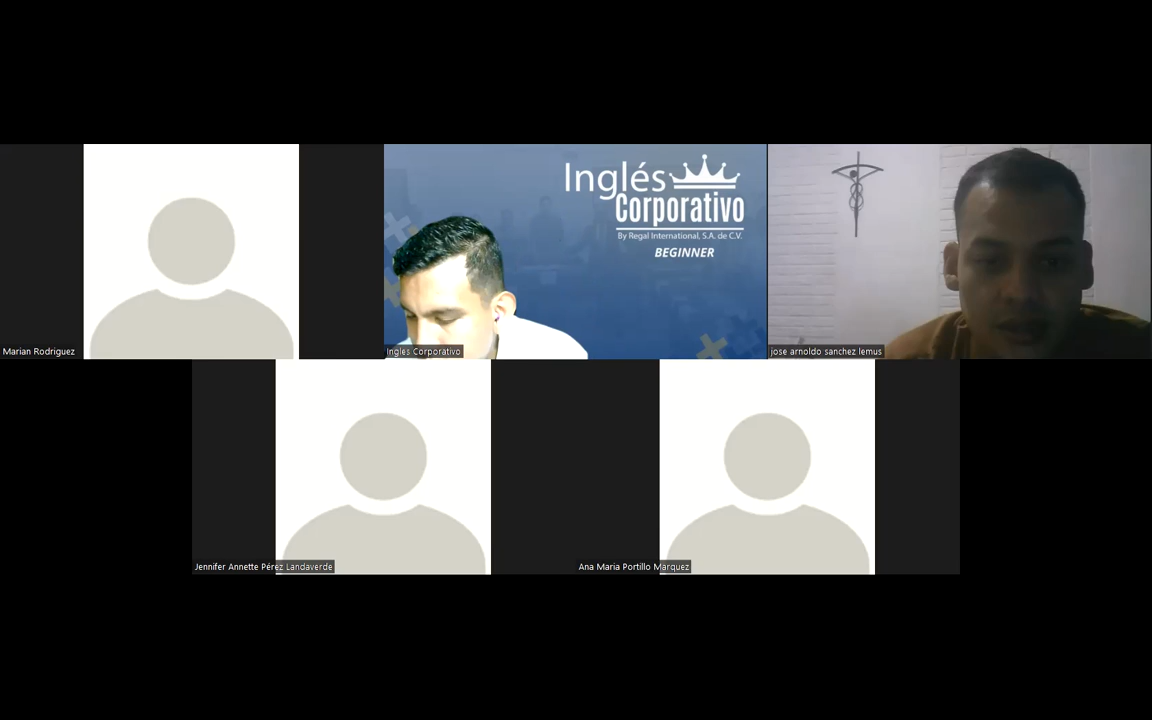 Inglés
Corporativo
By Regal International, S.A. de C.V.
BEGINNER
Marian Rodriguez
Ingles Corporativo
jose arnoldo sanchez lemus
Jennifer Annette Pérez Landaverde
Ana Maria Portillo Marquez